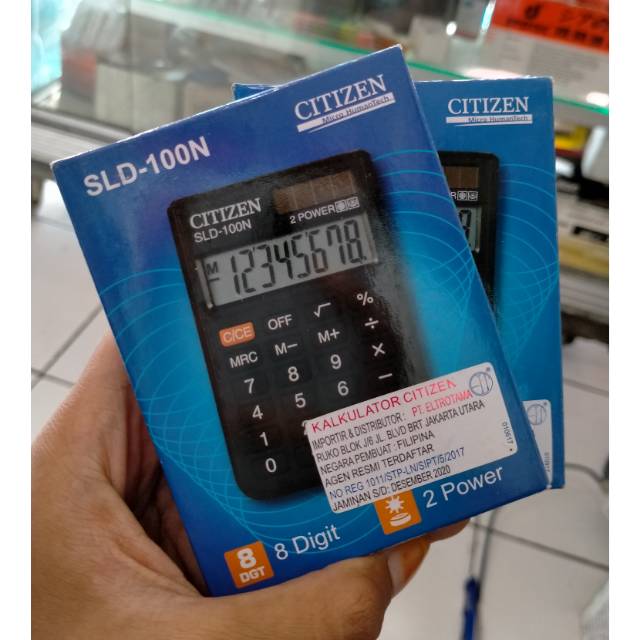 CITIZEN
Micro HumanTech
SLD-100N
CITIZEN
SLD-100N
2 POWER
M
-12345678.
C/CE OFF √ %
MRC M- M+ ÷
7 8 9 ×
4 5 6 -
1
0
KALKULATOR CITIZEN
IMPORTIR & DISTRIBUTOR : PT. ELTROTAMA
RUKO BLOK J/6 JL. BLVD BRT JAKARTA UTARA
NEGARA PEMBUAT : FILIPINA
AGEN RESMI TERDAFTAR
NO REG 1011/STP-LN/SIPT/5/2017
JAMINAN S/D: DESEMBER 2020
8
DGT
8 Digit
2 Power
CITIZEN
Micro HumanTech